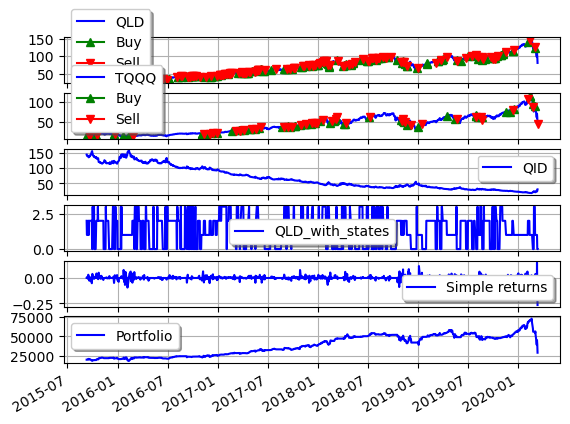 QLD
Buy
Sell
150
100
50
TQQQ
Buy
Sell
100
50
150
100
50
QID
2.5
0.0
QLD_with_states
0.00
-0.25
Simple returns
75000
50000
25000
Portfolio
2015-07
2016-01
2016-07
2017-01
2017-07
2018-01
2018-07
2019-01
2019-07
2020-01